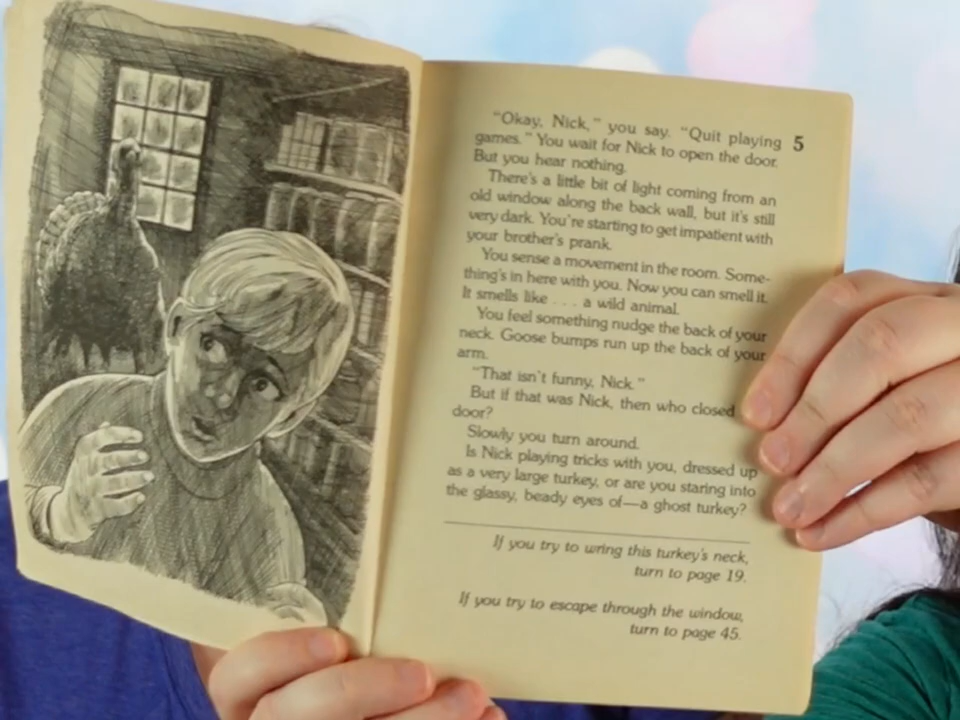 "Okay, Nick," you say. "Quit playing
5
games." You wait for Nick to open the door.
But you hear nothing.
There's a little bit of light coming from an
old window along the back wall, but it's still
very dark. You're starting to get impatient with
your brother's prank.
You sense a movement in the room. Some-
thing's in here with you. Now you can smell it.
It smells like . . . a wild animal.
You feel something nudge the back of your
neck. Goose bumps run up the back of your
arm.
"That isn't funny, Nick."
But if that was Nick, then who closed
door?
Slowly you turn around.
Is Nick playing tricks with you, dressed up
as a very large turkey, or are you staring into
the glassy, beady eyes of—a ghost turkey?
If you try to wring this turkey's neck,
turn to page 19.
If you try to escape through the window,
turn to page 45.